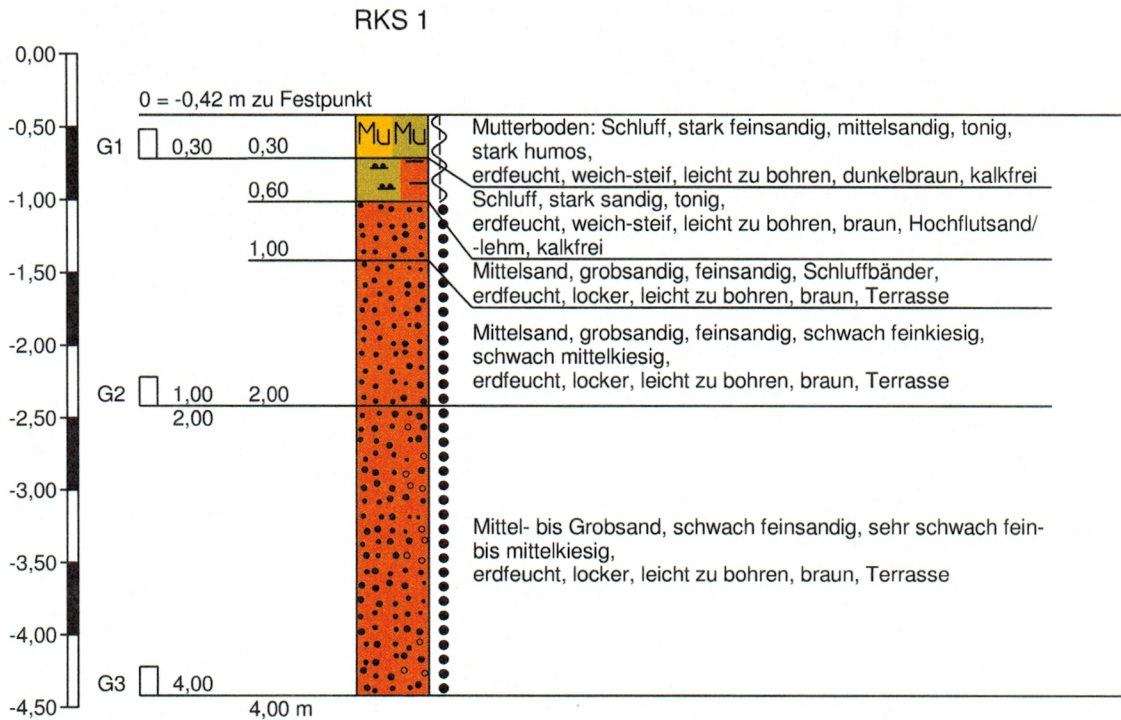 RKS 1
0,00
0 = -0,42 m zu Festpunkt
-0,50
G1 0,30 0,30
Mu Mu
Mutterboden: Schluff, stark feinsandig, mittelsandig, tonig,
stark humos,
erdfeucht, weich-steif, leicht zu bohren, dunkelbraun, kalkfrei
-1,00
0,60
Schluff, stark sandig, tonig,
erdfeucht, weich-steif, leicht zu bohren, braun, Hochflutsand/
-lehm, kalkfrei
1,00
-1,50
Mittelsand, grobsandig, feinsandig, Schluffbänder,
erdfeucht, locker, leicht zu bohren, braun, Terrasse
-2,00
Mittelsand, grobsandig, feinsandig, schwach feinkiesig,
schwach mittelkiesig,
erdfeucht, locker, leicht zu bohren, braun, Terrasse
G2 1,00 2,00
2,00
-2,50
-3,00
Mittel- bis Grobsand, schwach feinsandig, sehr schwach fein-
bis mittelkiesig,
erdfeucht, locker, leicht zu bohren, braun, Terrasse
-3,50
-4,00
G3 4,00
-4,50
4,00 m